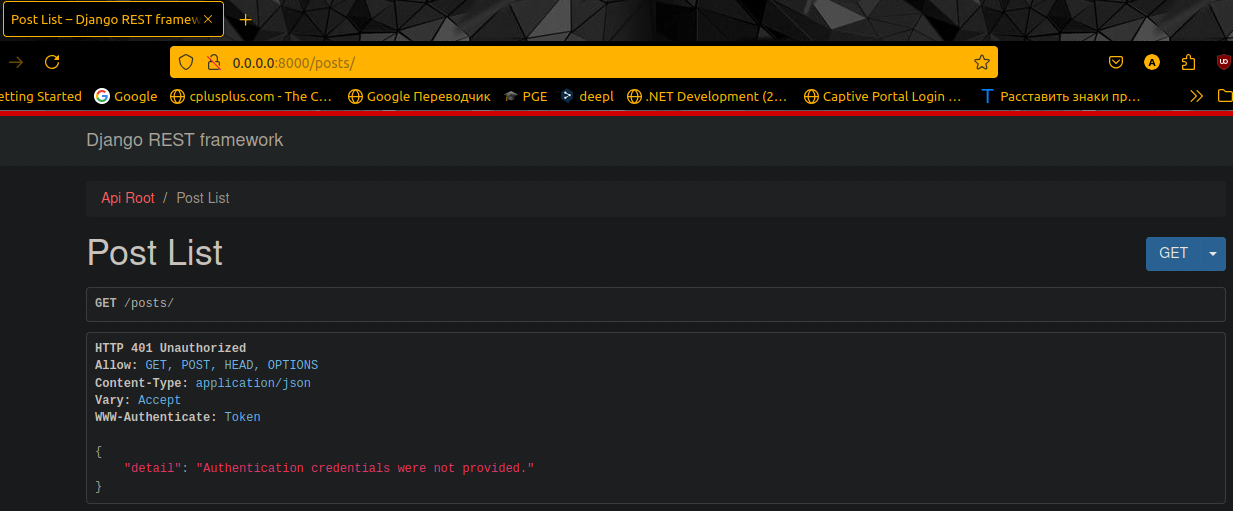 Post List – Django REST framew
0.0.0.0:8000/posts/
A
UD
etting Started Google cplusplus.com - The C… Google Переводчик PGE deepl .NET Development (2… Captive Portal Login … Расставить знаки пр…
Django REST framework
Api Root / Post List
Post List
GET
GET /posts/
HTTP 401 Unauthorized
Allow: GET, POST, HEAD, OPTIONS
Content-Type: application/json
Vary: Accept
WWW-Authenticate: Token
{
"detail": "Authentication credentials were not provided."
}